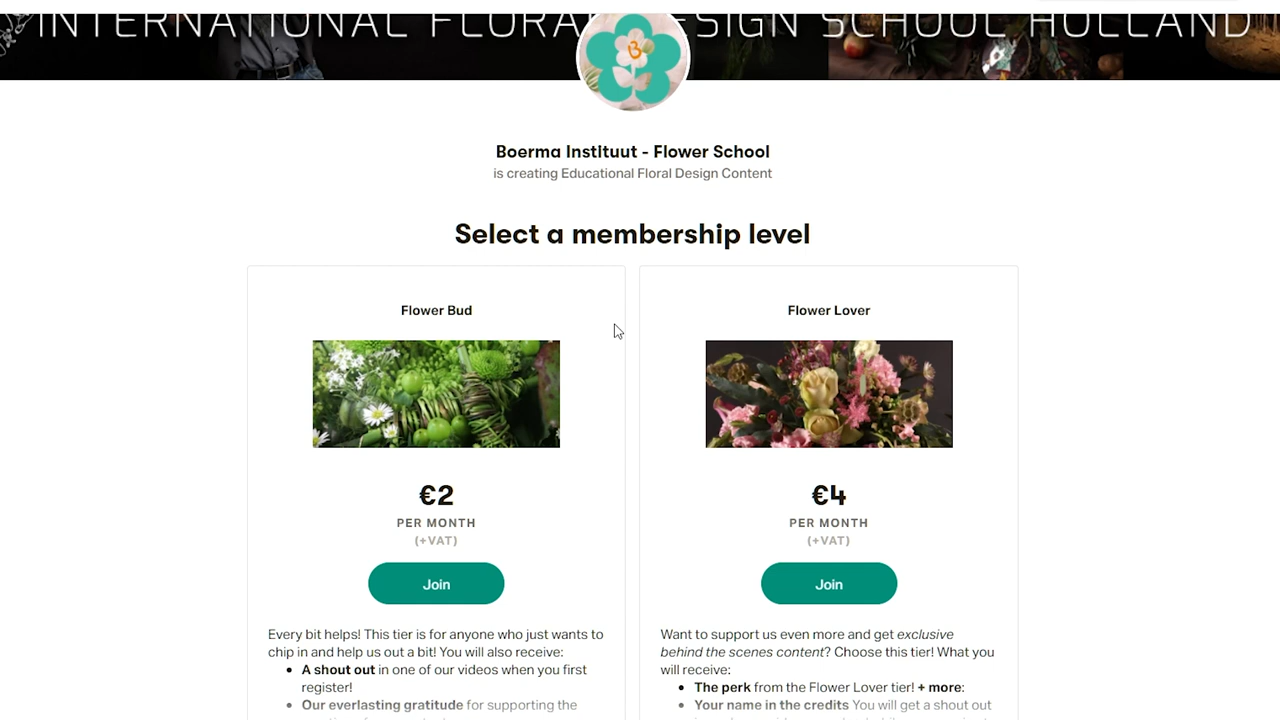 INTERNATIONAL FLORAL DESIGN SCHOOL HOLLAND
Boerma Instituut - Flower School
is creating Educational Floral Design Content
Select a membership level
Flower Bud
€2
PER MONTH
(+VAT)
Join
Every bit helps! This tier is for anyone who just wants to
chip in and help us out a bit! You will also receive:
A shout out in one of our videos when you first
register!
Our everlasting gratitude for supporting the
Flower Lover
€4
PER MONTH
(+VAT)
Join
Want to support us even more and get exclusive
behind the scenes content? Choose this tier! What you
will receive:
The perk from the Flower Lover tier! + more:
Your name in the credits You will get a shout out